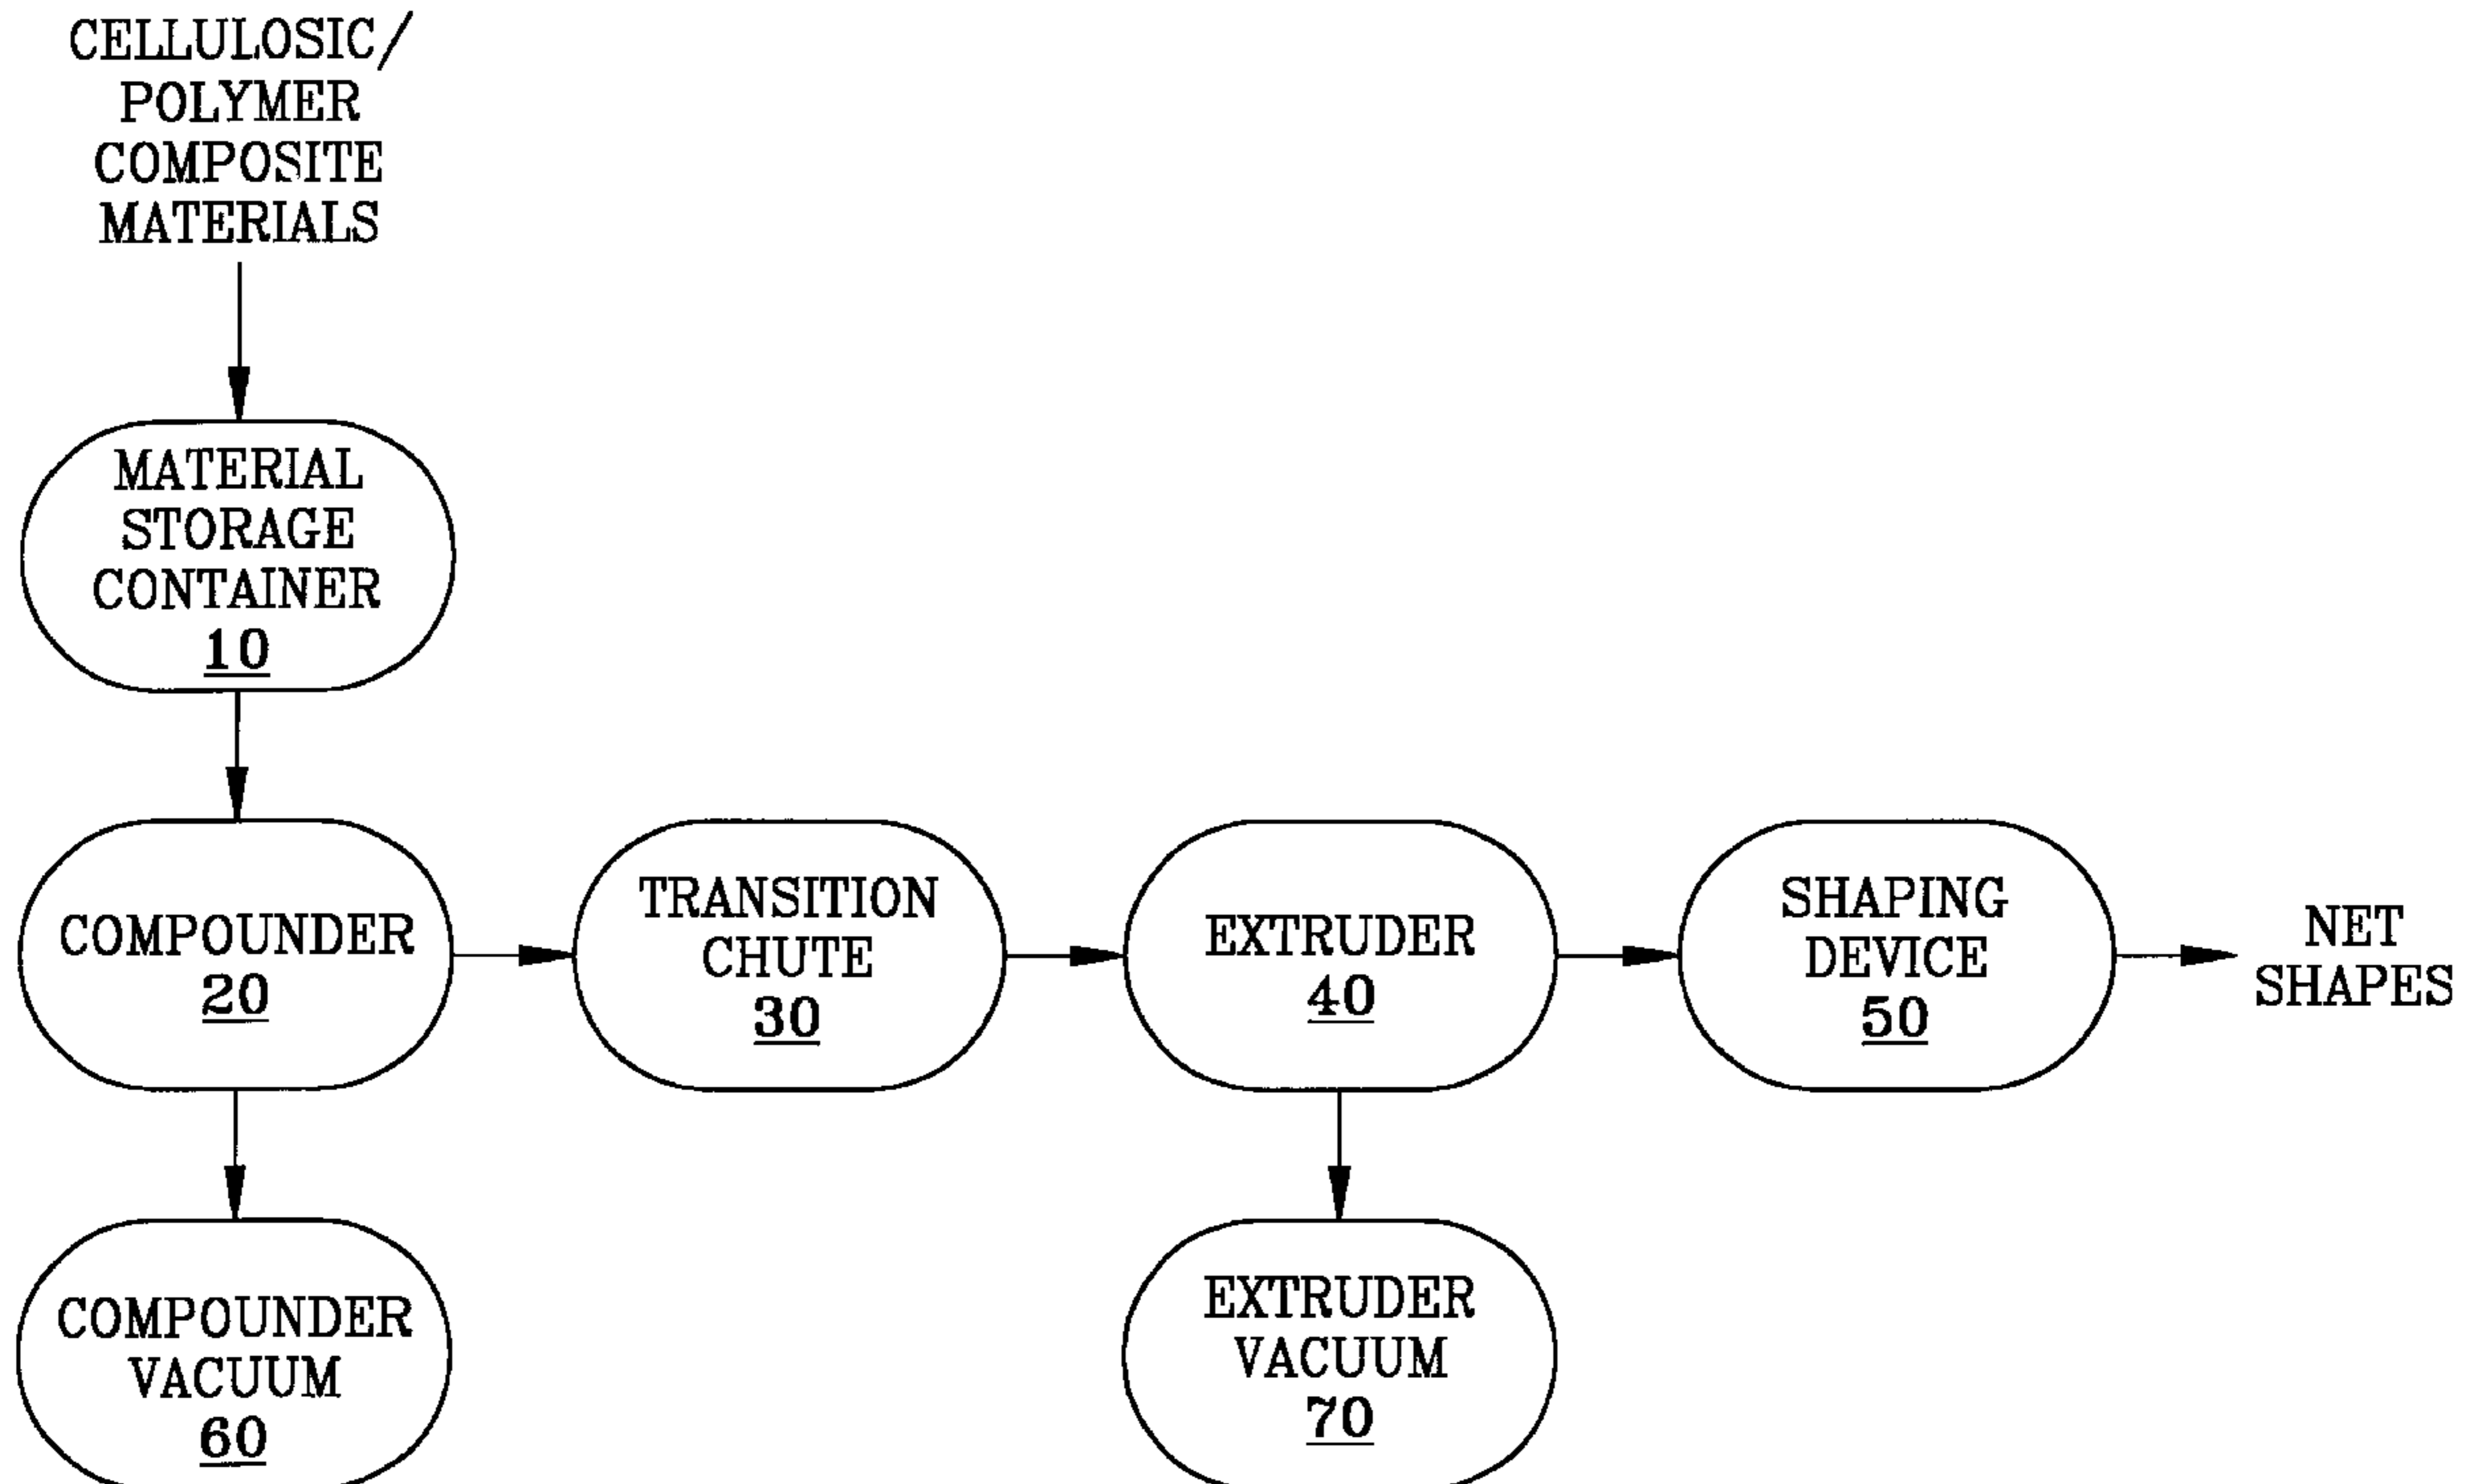 CELLULOSIC/
POLYMER
COMPOSITE
MATERIALS
MATERIAL
STORAGE
CONTAINER
10
COMPOUNDER
20
TRANSITION
CHUTE
30
EXTRUDER
40
SHAPING
DEVICE
50
NET
SHAPES
COMPOUNDER
VACUUM
60
EXTRUDER
VACUUM
70